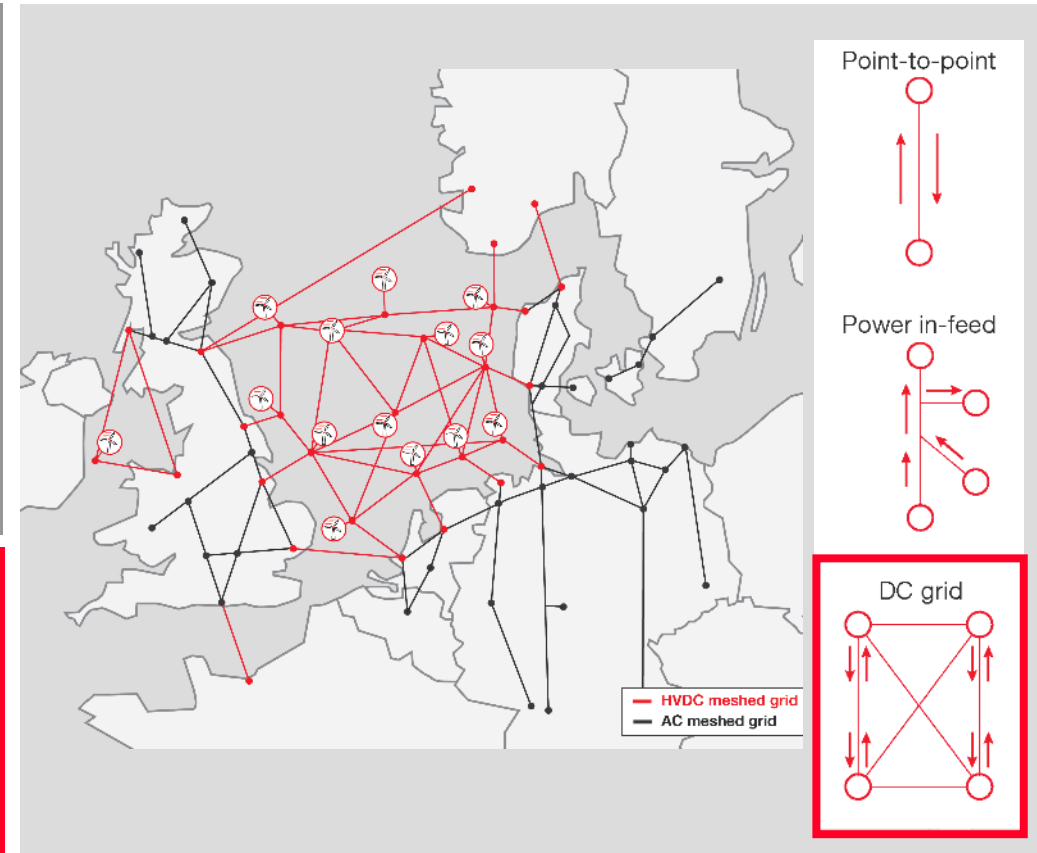 Point-to-point
Power in-feed
DC grid
HVDC meshed grid
AC meshed grid